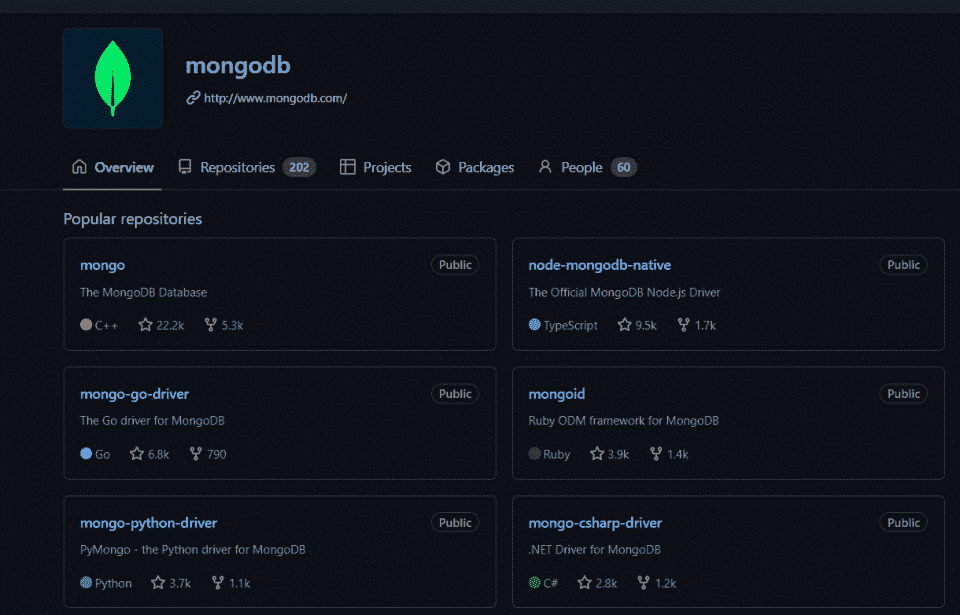 mongodb
http://www.mongodb.com/
Overview Repositories 202 Projects Packages People 60
Popular repositories
mongo Public
The MongoDB Database
C++ 22.2k 5.3k
node-mongodb-native Public
The Official MongoDB Node.js Driver
TypeScript 9.5k 1.7k
mongo-go-driver Public
The Go driver for MongoDB
Go 6.8k 790
mongoid Public
Ruby ODM framework for MongoDB
Ruby 3.9k 1.4k
mongo-python-driver Public
PyMongo - the Python driver for MongoDB
Python 3.7k 1.1k
mongo-csharp-driver Public
.NET Driver for MongoDB
C# 2.8k 1.2k